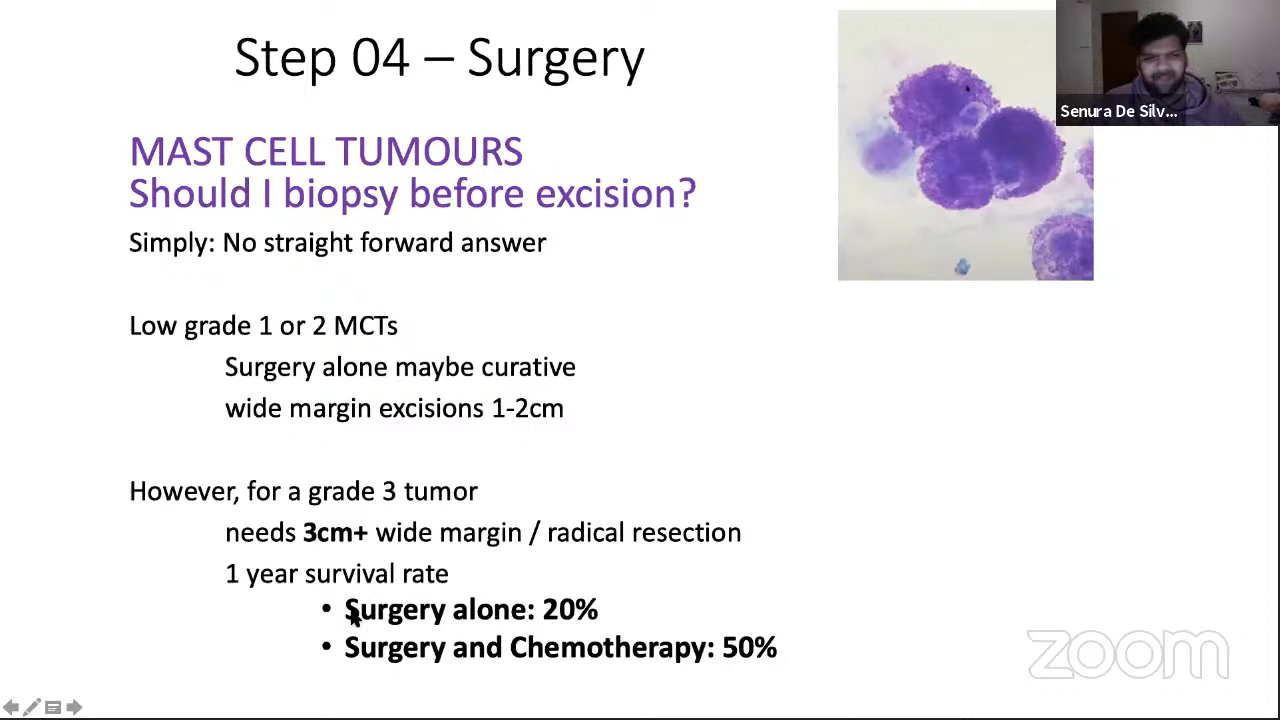 Step 04 – Surgery
Senura De Silv...
MAST CELL TUMOURS
Should I biopsy before excision?
Simply: No straight forward answer
Low grade 1 or 2 MCTs
Surgery alone maybe curative
wide margin excisions 1-2cm
However, for a grade 3 tumor
needs 3cm+ wide margin / radical resection
1 year survival rate
• Surgery alone: 20%
• Surgery and Chemotherapy: 50%
zoom